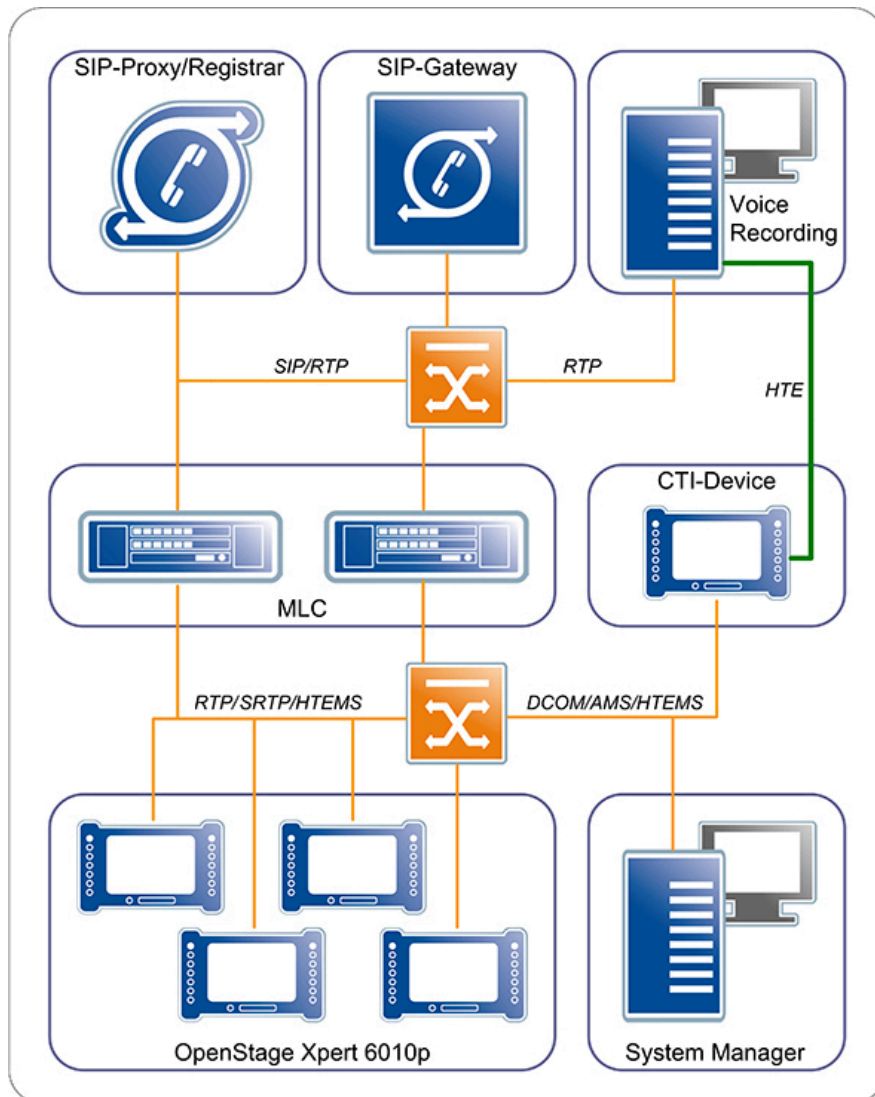 SIP-Proxy/Registrar
SIP-Gateway
Voice
Recording
SIP/RTP
RTP
HTE
CTI-Device
MLC
RTP/SRTP/HTEMS
DCOM/AMS/HTEMS
OpenStage Xpert 6010p
System Manager